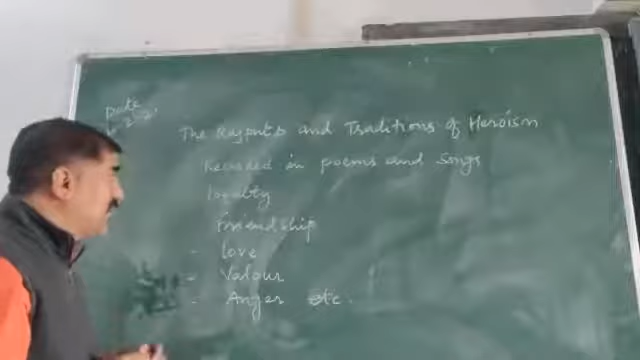 Date
The Rajputs and Traditions of Heroism
Recorded in poems and Songs
loyalty
Friendship
- Love
- Valour
- Anger etc.